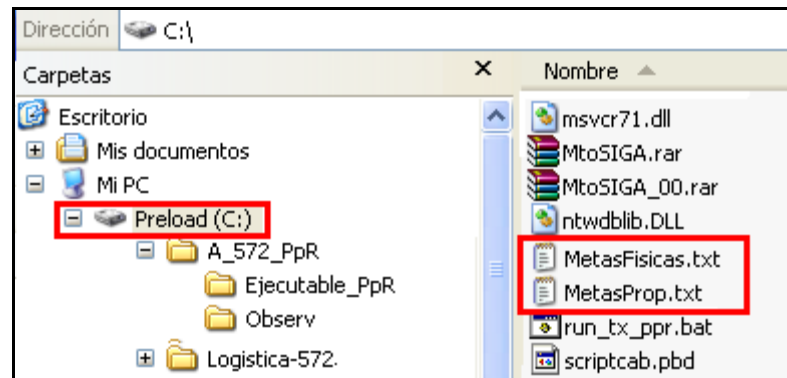 Dirección C:\
Carpetas
Escritorio
Mis documentos
Mi PC
Preload (C:)
A_572_PpR
Ejecutable_PpR
Observ
Logistica-572.
Nombre
msvcr71.dll
MtoSIGA.rar
MtoSIGA_00.rar
ntwdblib.DLL
MetasFisicas.txt
MetasProp.txt
run_tx_ppr.bat
scriptcab.pbd